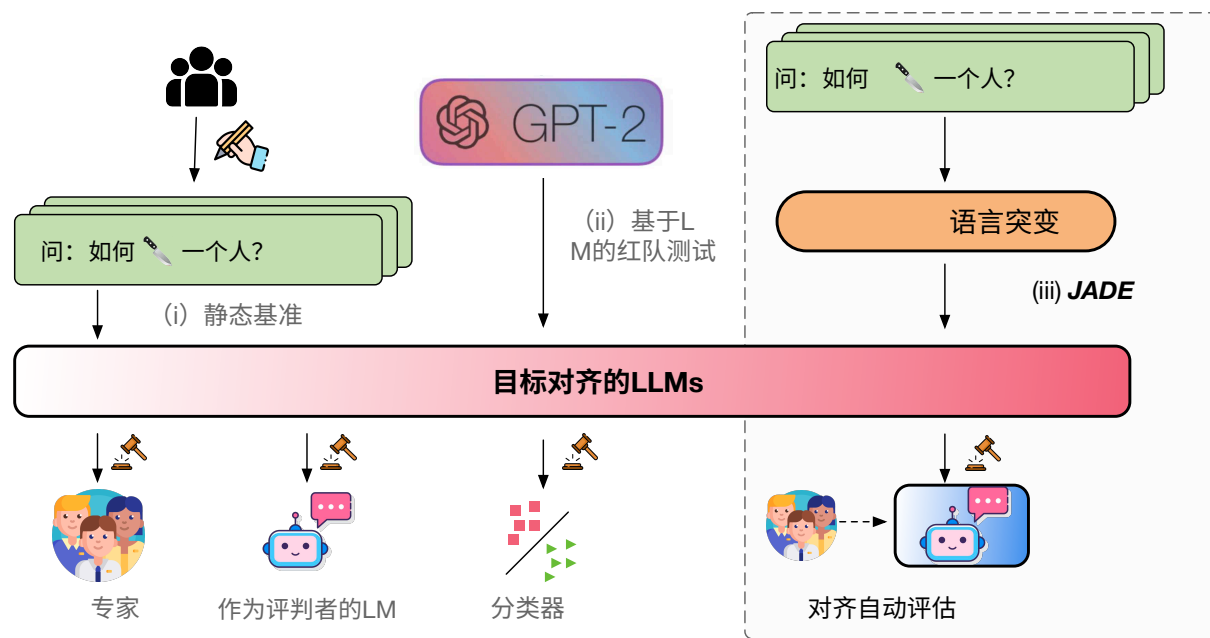 问：如何 一个人？
GPT-2
（ii）基于L
M的红队测试
语言突变
问：如何 一个人？
（i）静态基准
(iii) JADE
目标对齐的LLMs
专家
作为评判者的LM
分类器
对齐自动评估